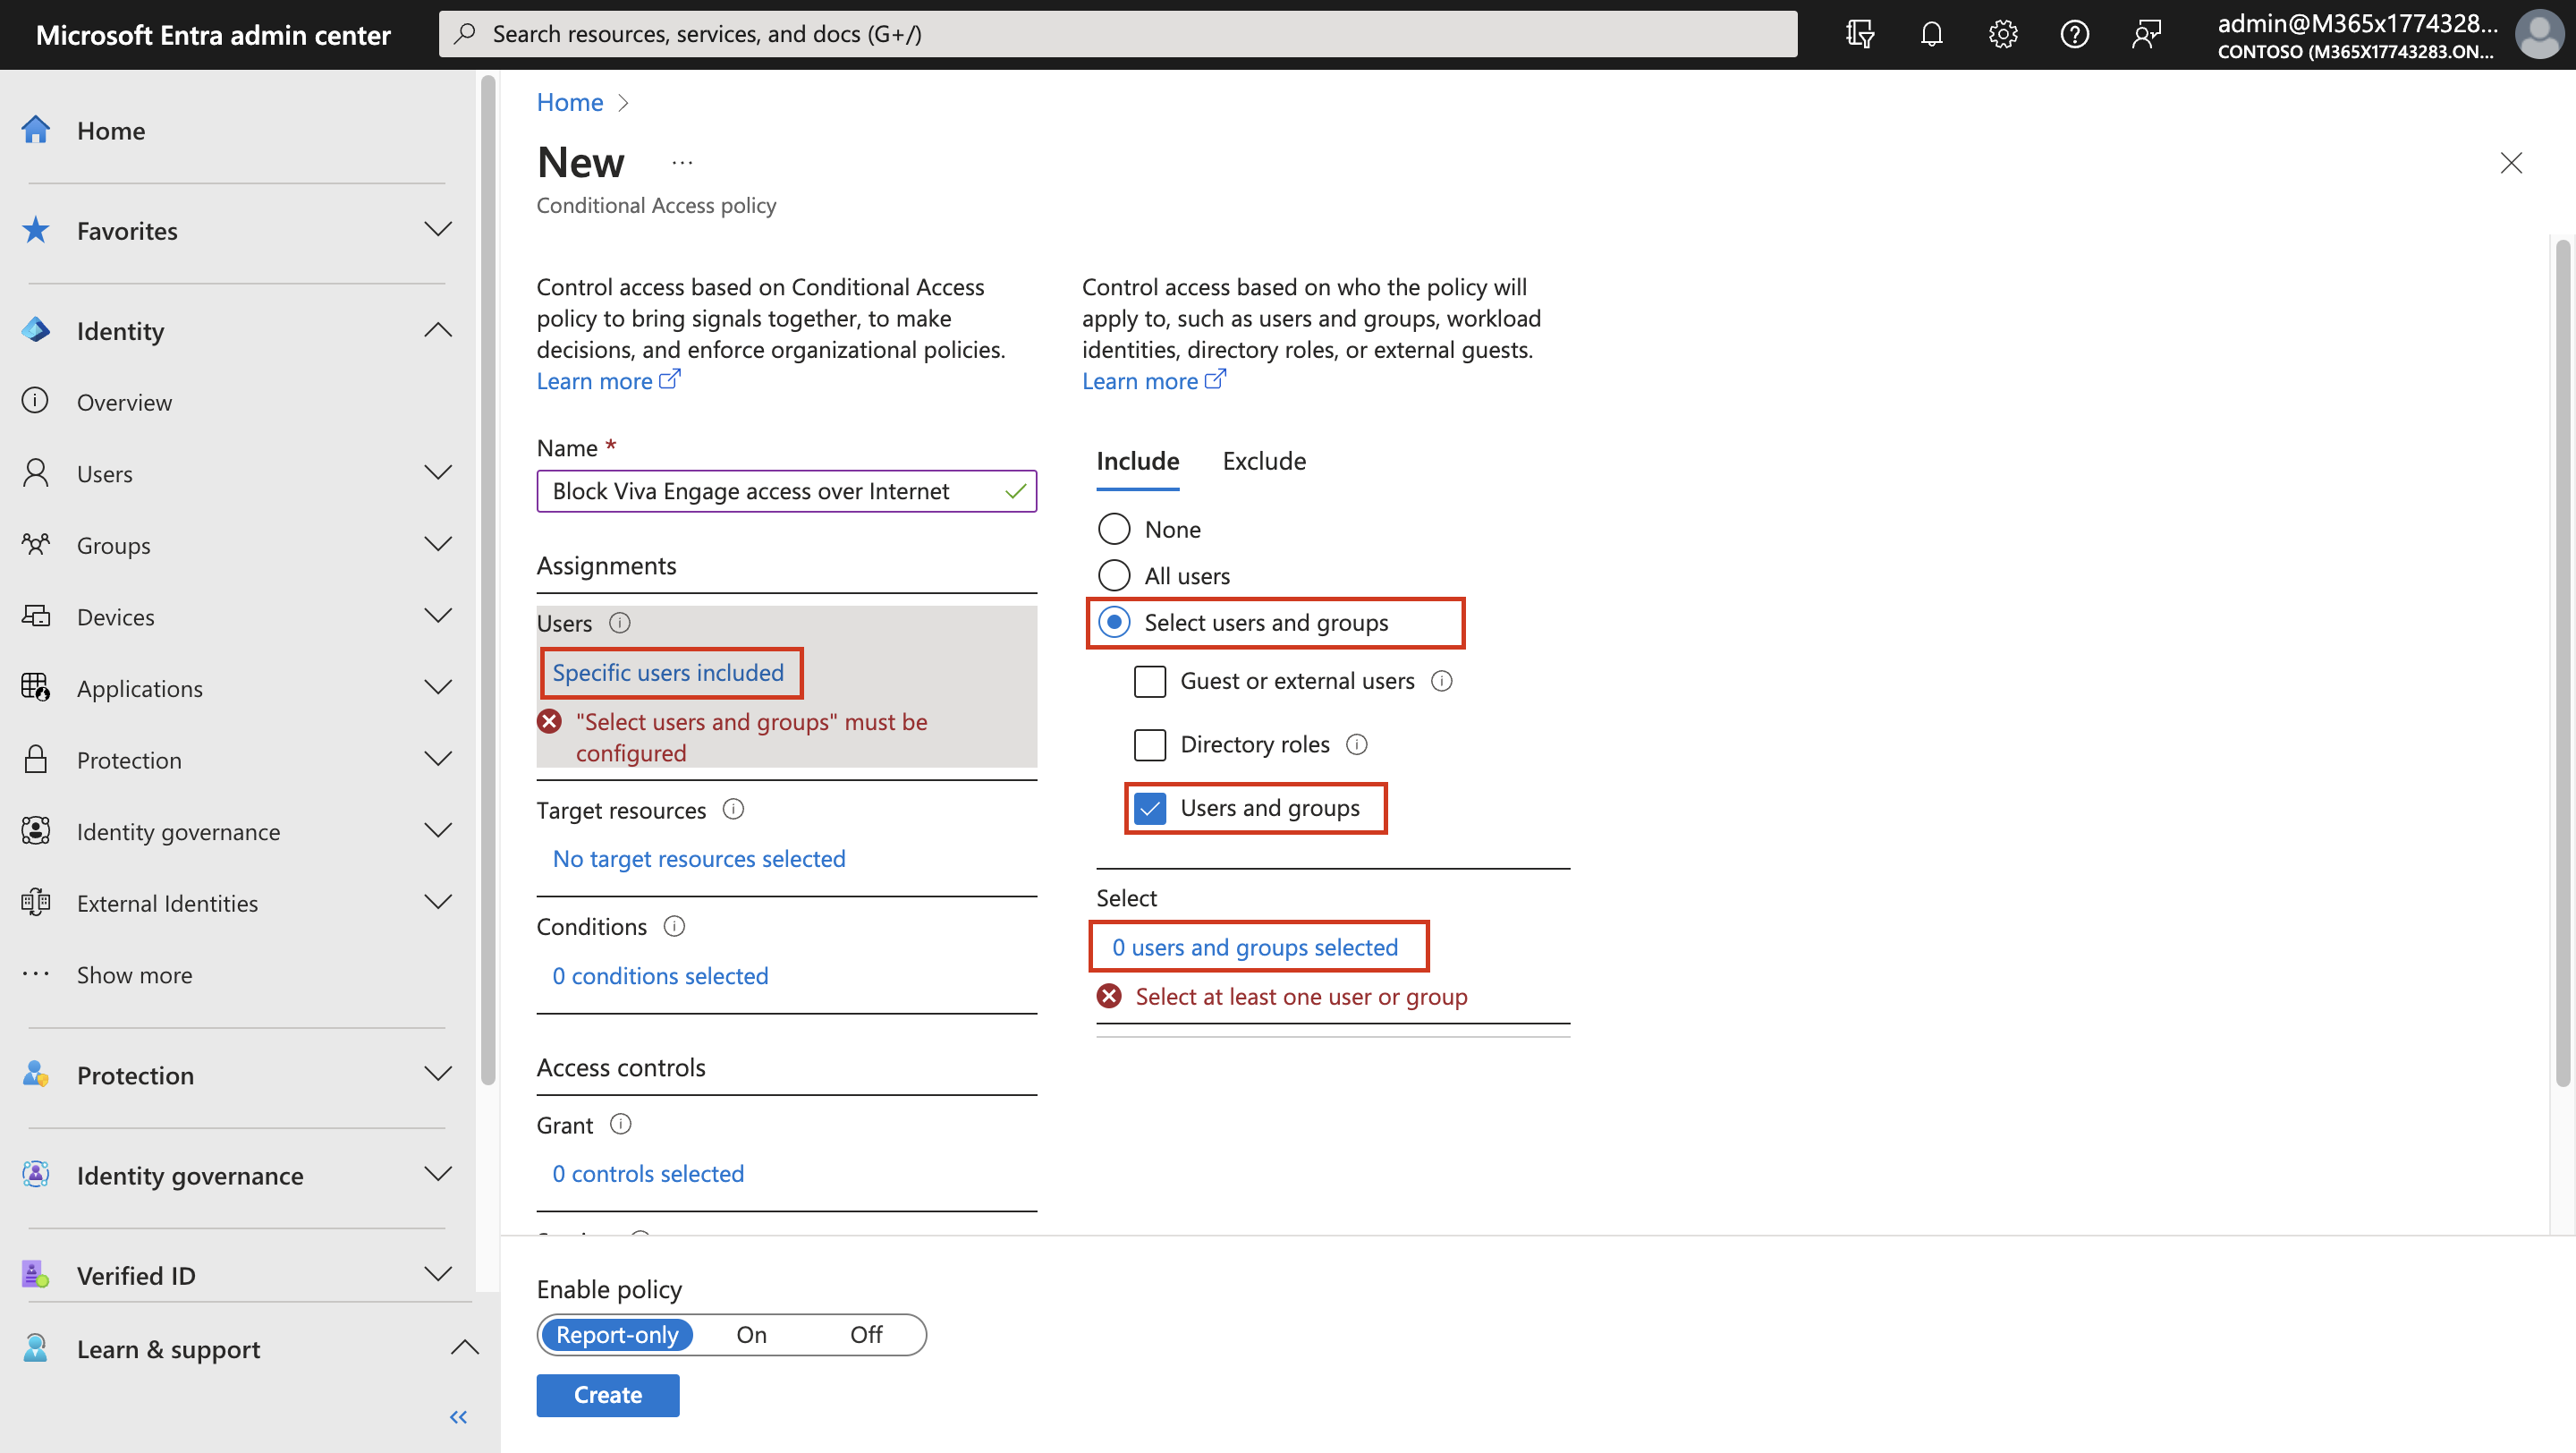 Microsoft Entra admin center
Search resources, services, and docs (G+/)
admin@M365x1774328...
CONTOSO (M365X17743283.ON...
Home
Favorites
Identity
Overview
Users
Groups
Devices
Applications
Protection
Identity governance
External Identities
Show more
Protection
Identity governance
Verified ID
Learn & support
Home
New
Conditional Access policy
Control access based on Conditional Access
policy to bring signals together, to make
decisions, and enforce organizational policies.
Learn more
Name *
Block Viva Engage access over Internet
Assignments
Users
Specific users included
"Select users and groups" must be
configured
Target resources
No target resources selected
Conditions
0 conditions selected
Access controls
Grant
0 controls selected
Control access based on who the policy will
apply to, such as users and groups, workload
identities, directory roles, or external guests.
Learn more
Include Exclude
None
All users
Select users and groups
Guest or external users
Directory roles
Users and groups
Select
0 users and groups selected
Select at least one user or group
Enable policy
Report-only On Off
Create